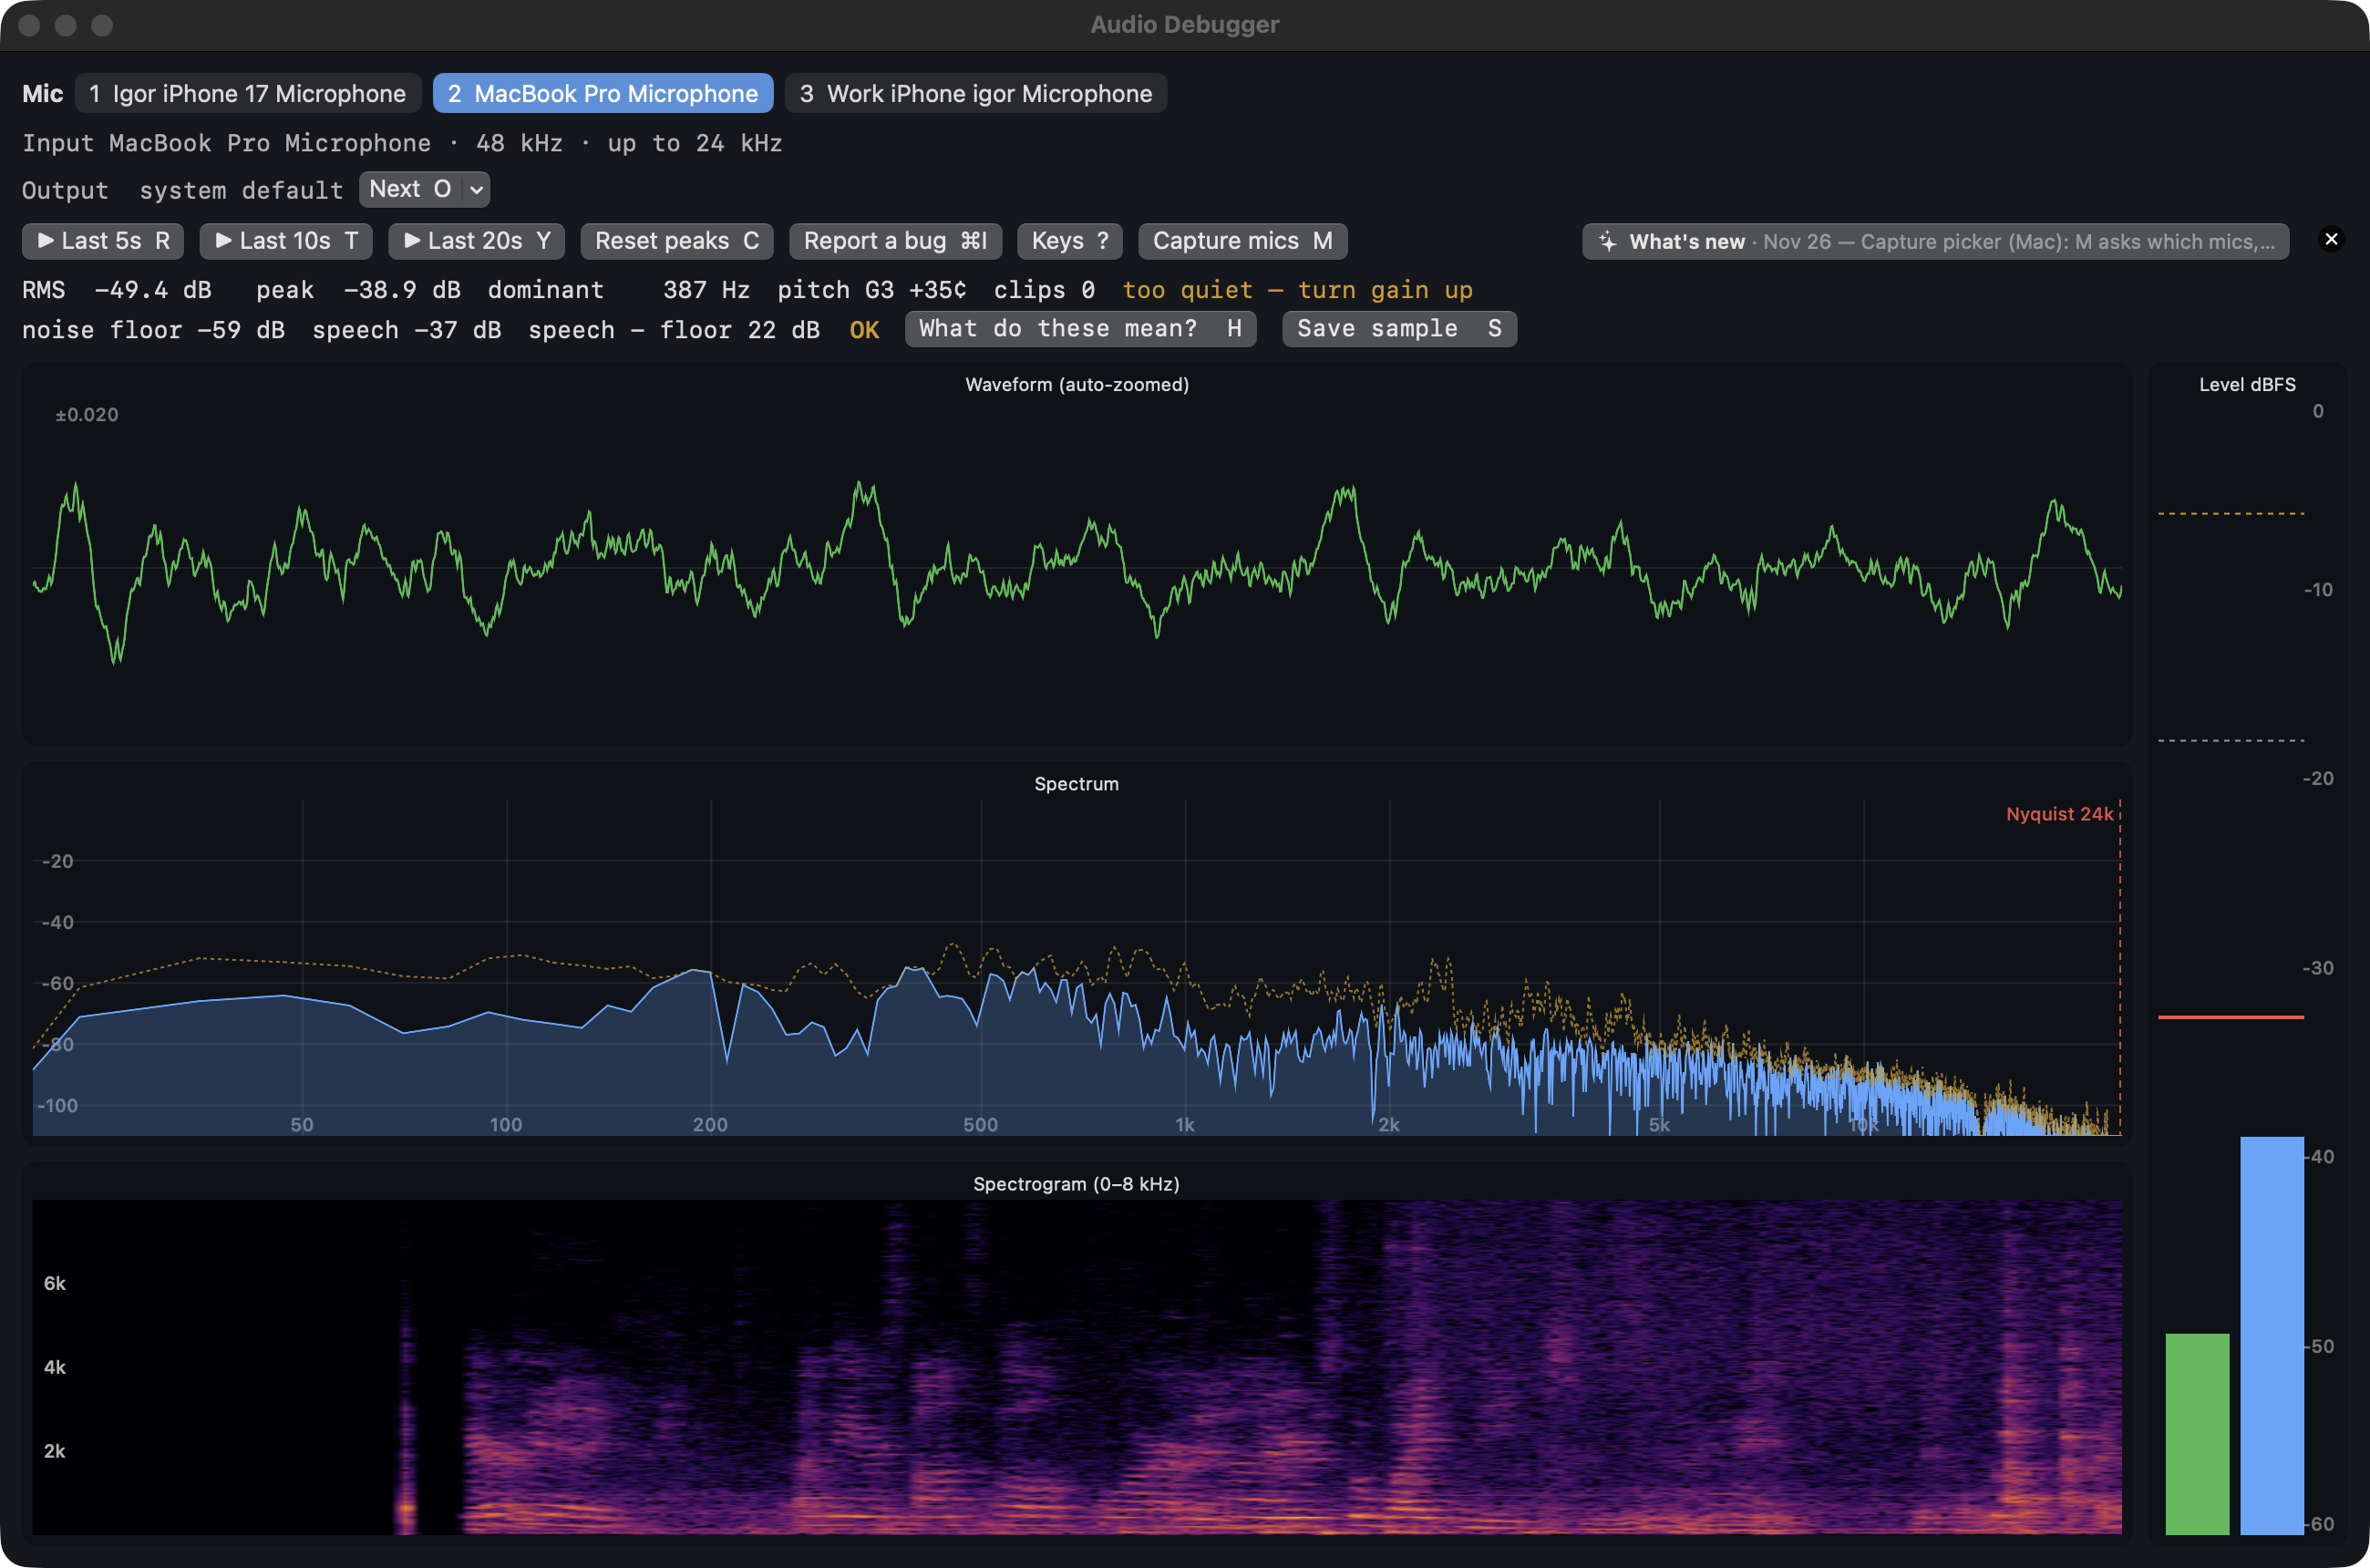 Audio Debugger
Mic 1 Igor iPhone 17 Microphone 2 MacBook Pro Microphone 3 Work iPhone igor Microphone
Input MacBook Pro Microphone · 48 kHz · up to 24 kHz
Output system default Next O
▶ Last 5s R ▶ Last 10s T ▶ Last 20s Y Reset peaks C Report a bug ⌘I Keys ? Capture mics M What's new · Nov 26 — Capture picker (Mac): M asks which mics,...
RMS −49.4 dB peak −38.9 dB dominant 387 Hz pitch G3 +35¢ clips 0 too quiet — turn gain up
noise floor −59 dB speech −37 dB speech − floor 22 dB OK What do these mean? H Save sample S
Waveform (auto-zoomed)
±0.020
Spectrum
Nyquist 24k
-20
-40
-60
-80
-100
50 100 200 500 1k 2k 5k 10k
Spectrogram (0–8 kHz)
6k
4k
2k
Level dBFS
0
-10
-20
-30
-40
-50
-60